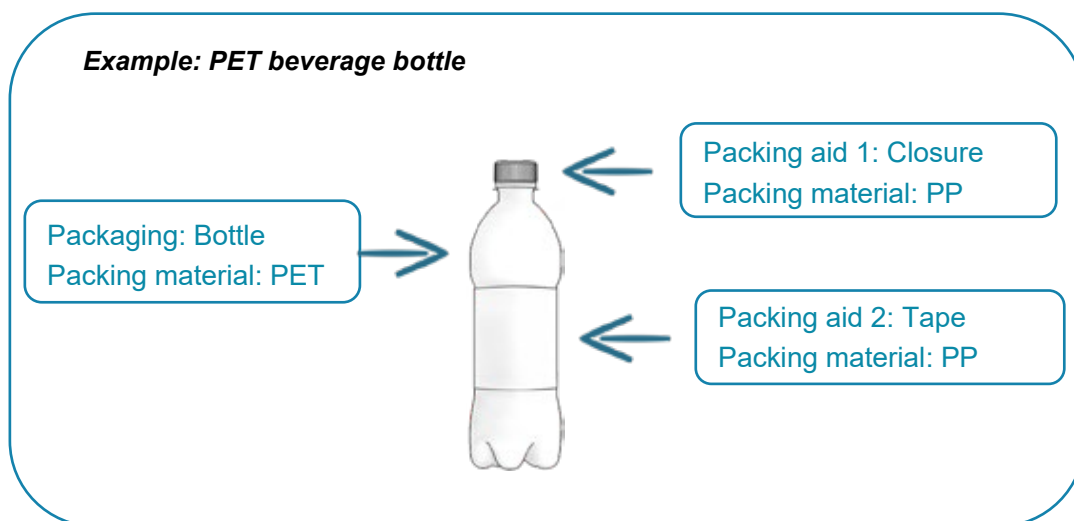 Example: PET beverage bottle
Packing aid 1: Closure
Packing material: PP
Packaging: Bottle
Packing material: PET
Packing aid 2: Tape
Packing material: PP